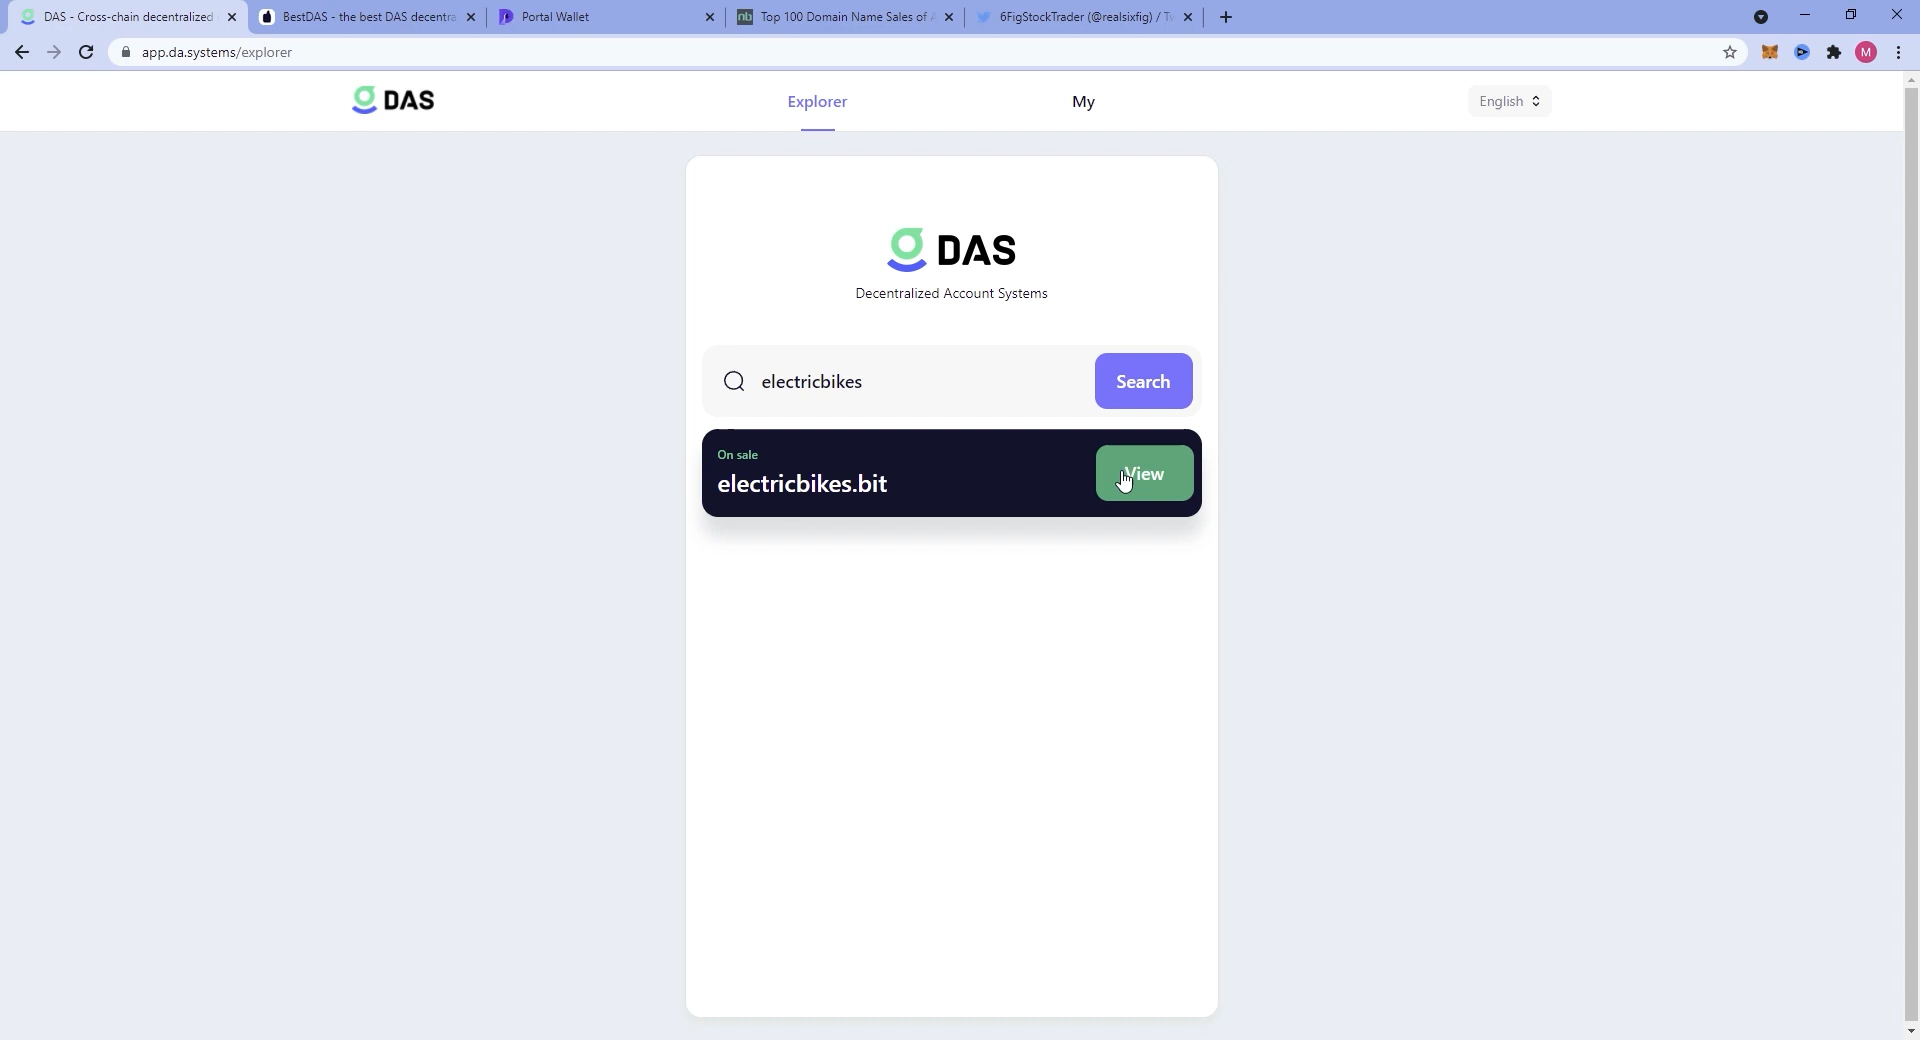 DAS - Cross-chain decentralized
BestDAS - the best DAS decentra
Portal Wallet
nb Top 100 Domain Name Sales of A
6FigStockTrader (@realsixfig) / Tw
app.da.systems/explorer
M
DAS
Explorer
My
English
DAS
Decentralized Account Systems
electricbikes
Search
On sale
electricbikes.bit
View